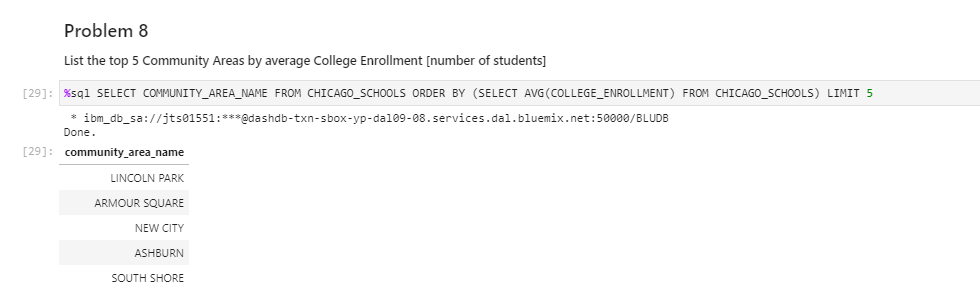 Problem 8
List the top 5 Community Areas by average College Enrollment [number of students]
[29]: %sql SELECT COMMUNITY_AREA_NAME FROM CHICAGO_SCHOOLS ORDER BY (SELECT AVG(COLLEGE_ENROLLMENT) FROM CHICAGO_SCHOOLS) LIMIT 5
* ibm_db_sa://jts01551:***@dashdb-txn-sbox-yp-dal09-08.services.dal.bluemix.net:50000/BLUDB
Done.
[29]: community_area_name
LINCOLN PARK
ARMOUR SQUARE
NEW CITY
ASHBURN
SOUTH SHORE